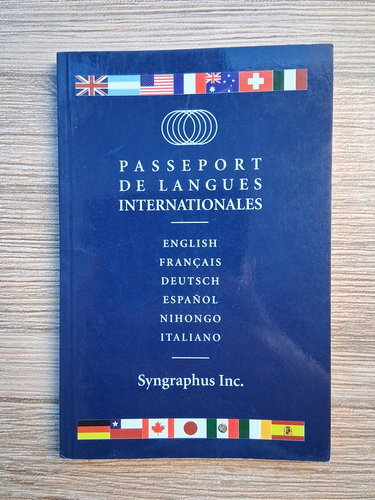 PASSEPORT
DE LANGUES
INTERNATIONALES
ENGLISH
FRANÇAIS
DEUTSCH
ESPAÑOL
NIHONGO
ITALIANO
Syngraphus Inc.